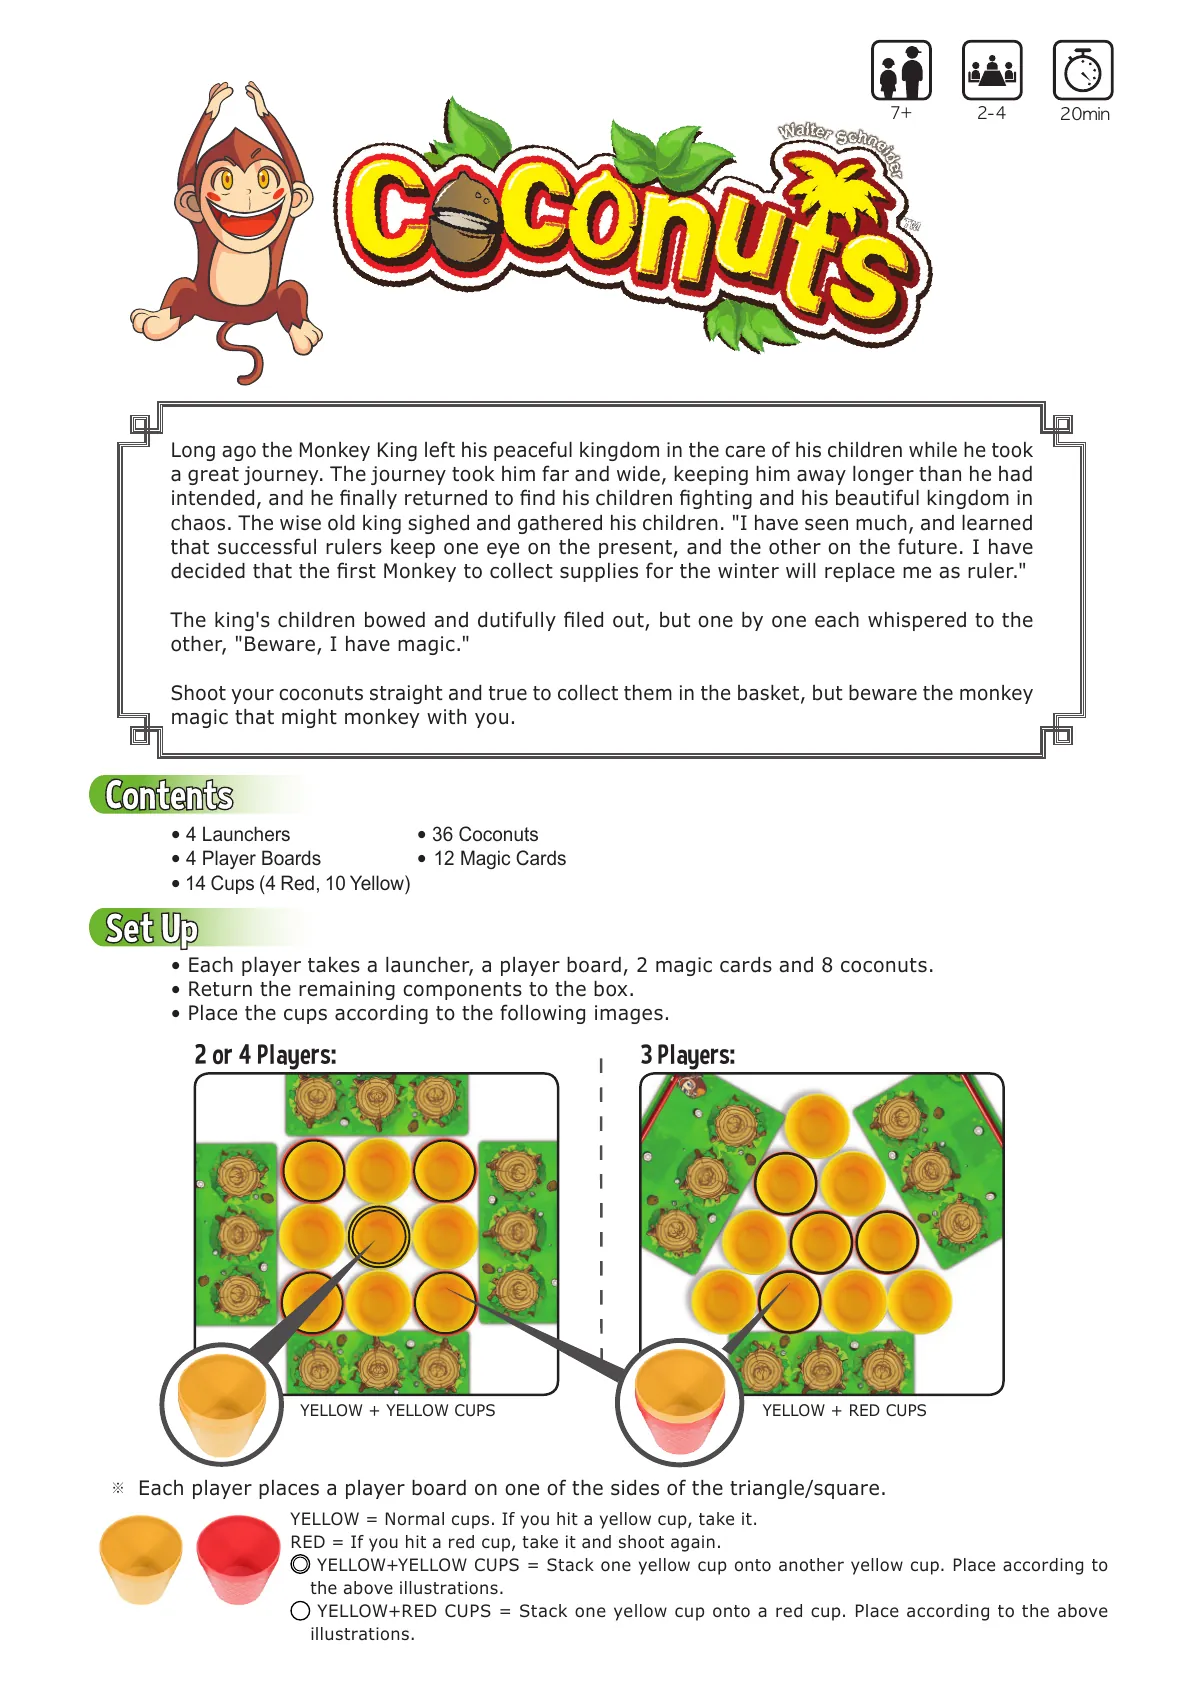 7+
2-4
20min
Walter Schneider
Coconuts
TM
Long ago the Monkey King left his peaceful kingdom in the care of his children while he took
a great journey. The journey took him far and wide, keeping him away longer than he had
intended, and he finally returned to find his children fighting and his beautiful kingdom in
chaos. The wise old king sighed and gathered his children. "I have seen much, and learned
that successful rulers keep one eye on the present, and the other on the future. I have
decided that the first Monkey to collect supplies for the winter will replace me as ruler."
The king's children bowed and dutifully filed out, but one by one each whispered to the
other, "Beware, I have magic."
Shoot your coconuts straight and true to collect them in the basket, but beware the monkey
magic that might monkey with you.
Contents
• 4 Launchers
• 4 Player Boards
• 14 Cups (4 Red, 10 Yellow)
• 36 Coconuts
• 12 Magic Cards
Set Up
• Each player takes a launcher, a player board, 2 magic cards and 8 coconuts.
• Return the remaining components to the box.
• Place the cups according to the following images.
2 or 4 Players:
3 Players:
YELLOW + YELLOW CUPS
YELLOW + RED CUPS
※ Each player places a player board on one of the sides of the triangle/square.
YELLOW = Normal cups. If you hit a yellow cup, take it.
RED = If you hit a red cup, take it and shoot again.
YELLOW+YELLOW CUPS = Stack one yellow cup onto another yellow cup. Place according to
the above illustrations.
YELLOW+RED CUPS = Stack one yellow cup onto a red cup. Place according to the above
illustrations.